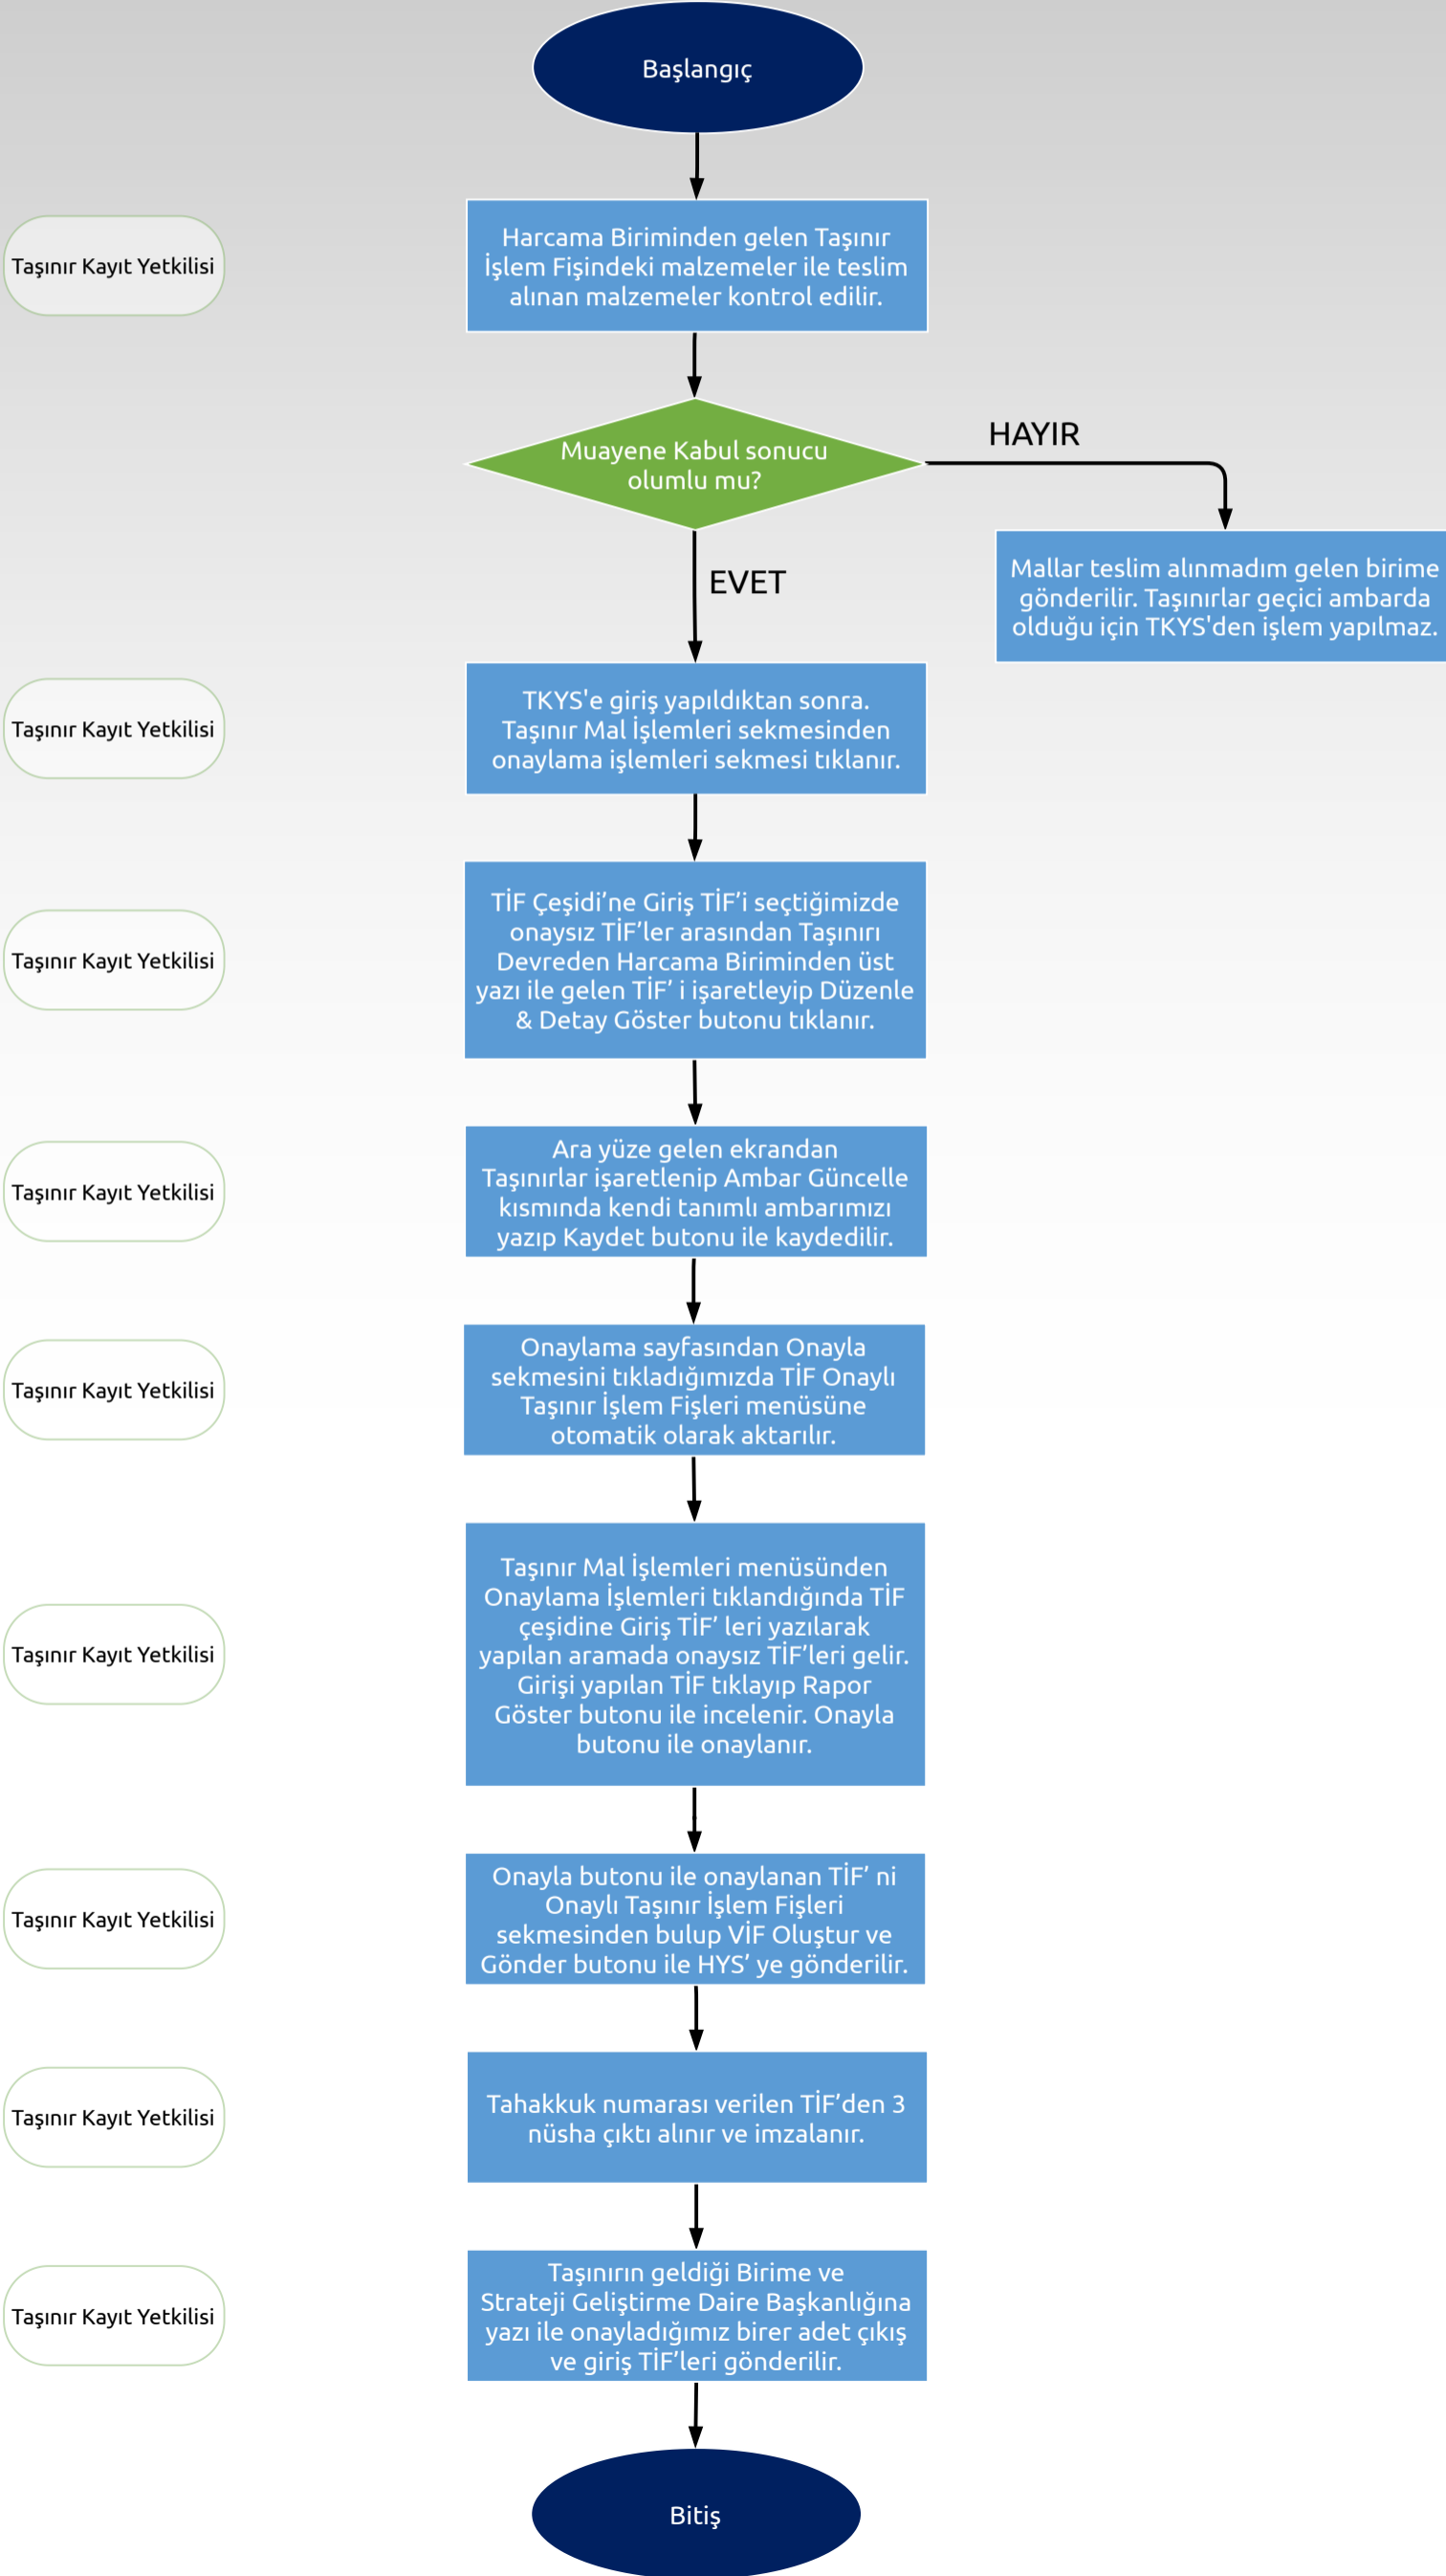 Başlangıç
Taşınır Kayıt Yetkilisi
Harcama Biriminden gelen Taşınır
İşlem Fişindeki malzemeler ile teslim
alınan malzemeler kontrol edilir.
Muayene Kabul sonucu
olumlu mu?
HAYIR
Mallar teslim alınmadım gelen birime
gönderilir. Taşınırlar geçici ambarda
olduğu için TKYS'den işlem yapılmaz.
EVET
Taşınır Kayıt Yetkilisi
TKYS'e giriş yapıldıktan sonra.
Taşınır Mal İşlemleri sekmesinden
onaylama işlemleri sekmesi tıklanır.
Taşınır Kayıt Yetkilisi
TİF Çeşidi’ne Giriş TİF’i seçtiğimizde
onaysız TİF’ler arasından Taşınırı
Devreden Harcama Biriminden üst
yazı ile gelen TİF’ i işaretleyip Düzenle
& Detay Göster butonu tıklanır.
Taşınır Kayıt Yetkilisi
Ara yüze gelen ekrandan
Taşınırlar işaretlenip Ambar Güncelle
kısmında kendi tanımlı ambarımızı
yazıp Kaydet butonu ile kaydedilir.
Taşınır Kayıt Yetkilisi
Onaylama sayfasından Onayla
sekmesini tıkladığımızda TİF Onaylı
Taşınır İşlem Fişleri menüsüne
otomatik olarak aktarılır.
Taşınır Kayıt Yetkilisi
Taşınır Mal İşlemleri menüsünden
Onaylama İşlemleri tıklandığında TİF
çeşidine Giriş TİF’ leri yazılarak
yapılan aramada onaysız TİF’leri gelir.
Girişi yapılan TİF tıklayıp Rapor
Göster butonu ile incelenir. Onayla
butonu ile onaylanır.
Taşınır Kayıt Yetkilisi
Onayla butonu ile onaylanan TİF’ ni
Onaylı Taşınır İşlem Fişleri
sekmesinden bulup VİF Oluştur ve
Gönder butonu ile HYS’ ye gönderilir.
Taşınır Kayıt Yetkilisi
Tahakkuk numarası verilen TİF’den 3
nüsha çıktı alınır ve imzalanır.
Taşınır Kayıt Yetkilisi
Taşınırın geldiği Birime ve
Strateji Geliştirme Daire Başkanlığına
yazı ile onayladığımız birer adet çıkış
ve giriş TİF’leri gönderilir.
Bitiş